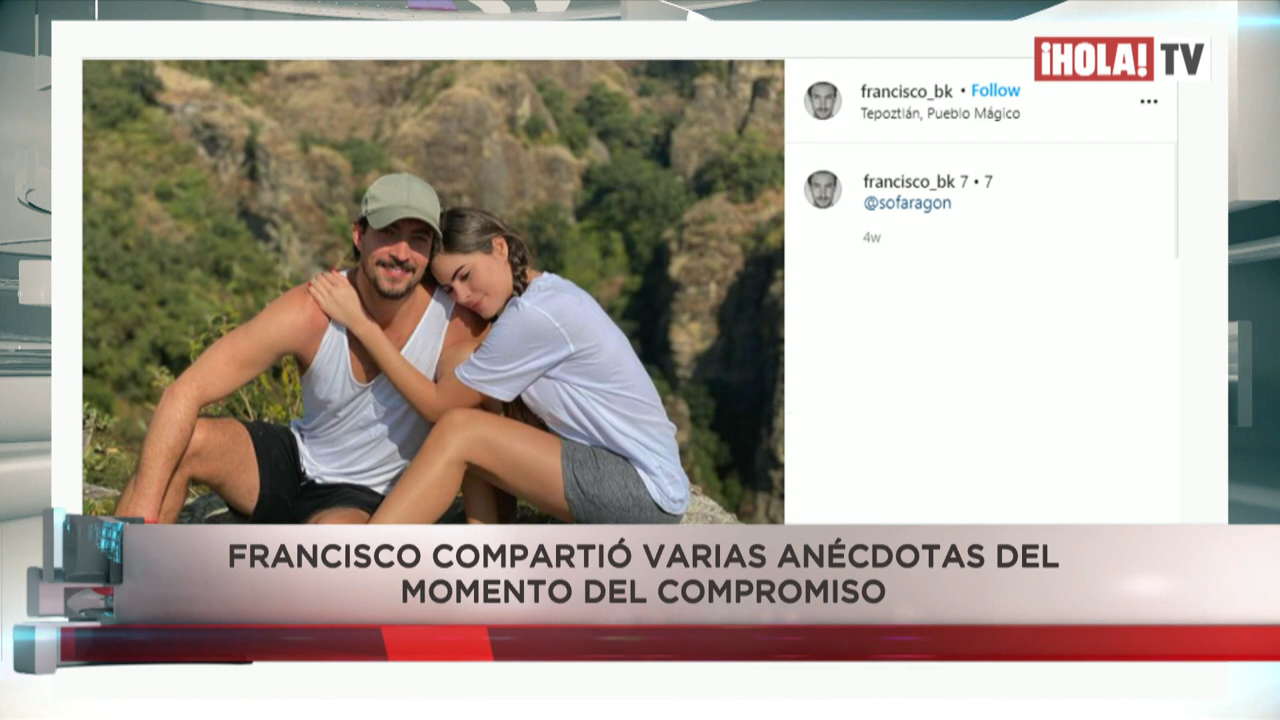 ¡HOLA! TV
francisco_bk • Follow
Tepoztlán, Pueblo Mágico
francisco_bk 7 • 7
@sofaragon
4w
FRANCISCO COMPARTIÓ VARIAS ANÉCDOTAS DEL
MOMENTO DEL COMPROMISO